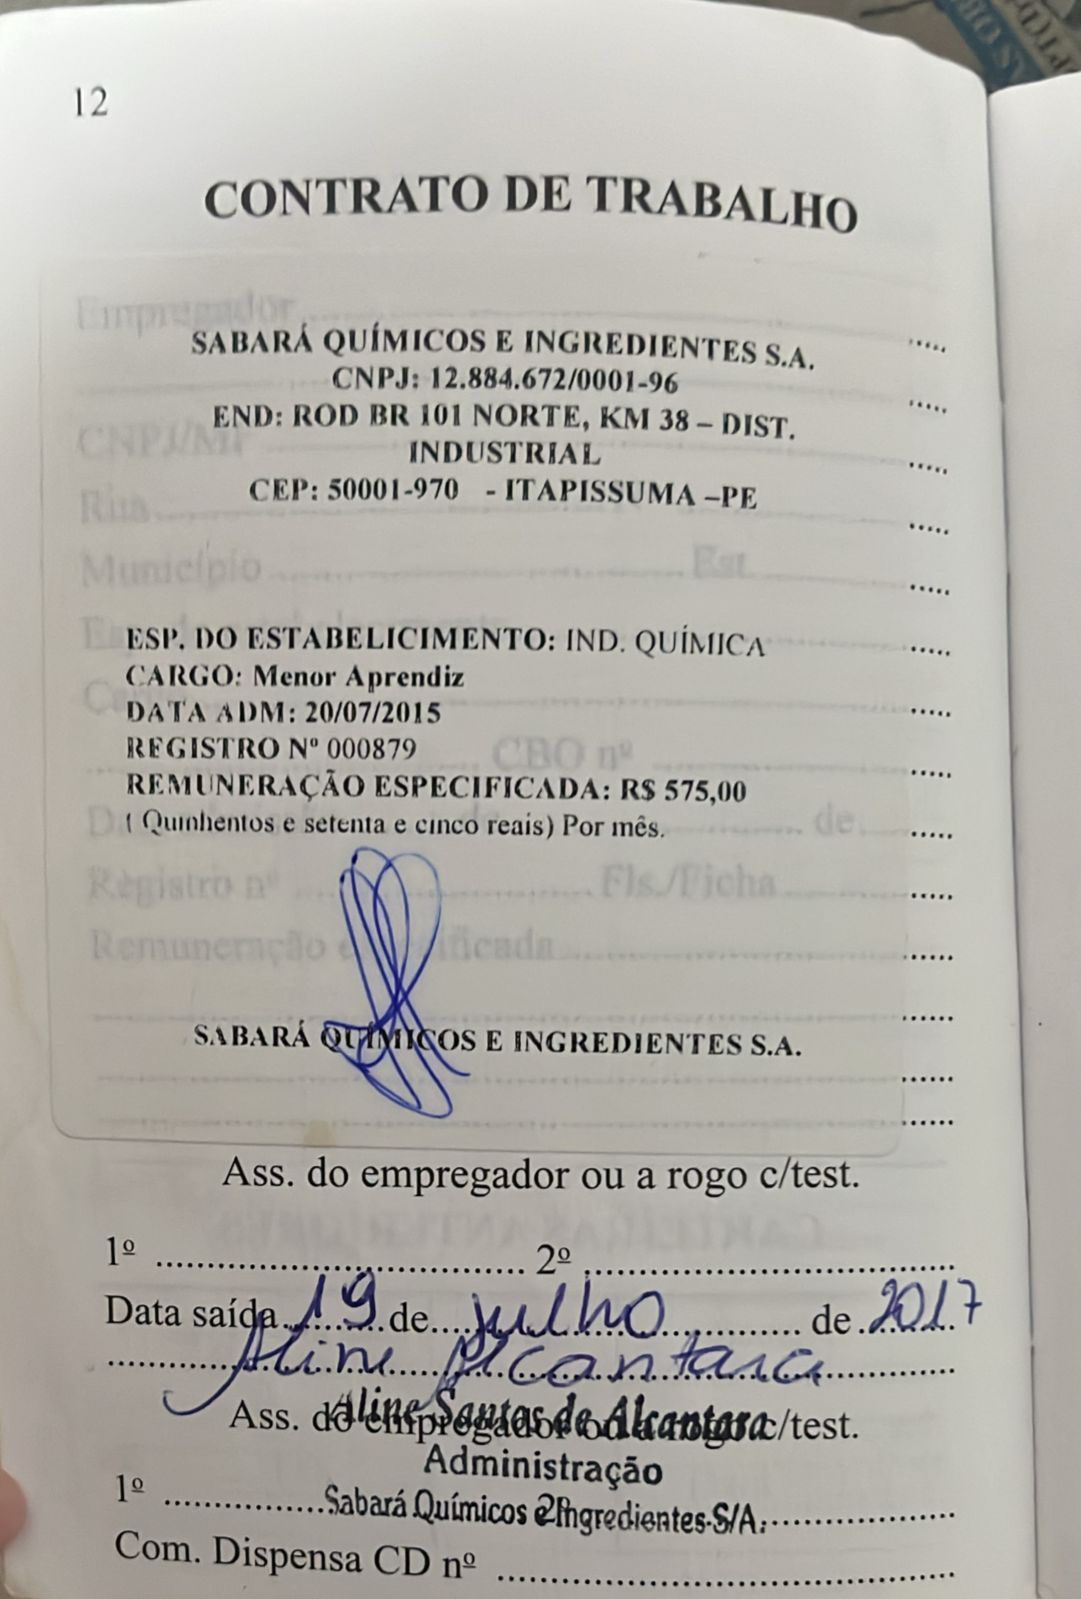 12
CONTRATO DE TRABALHO
Empregador
SABARÁ QUÍMICOS E INGREDIENTES S.A.
CNPJ: 12.884.672/0001-96
END: ROD BR 101 NORTE, KM 38 – DIST.
INDUSTRIAL
CNPJ/MF
CEP: 50001-970 - ITAPISSUMA –PE
Rua
Município Est
ESP. DO ESTABELICIMENTO: IND. QUÍMICA
CARGO: Menor Aprendiz
DATA ADM: 20/07/2015
REGISTRO Nº 000879
CBO nº
REMUNERAÇÃO ESPECIFICADA: R$ 575,00
( Quinhentos e setenta e cinco reais) Por mês.
de
Registro nº Fls./Ficha
Remuneração
SABARÁ QUÍMICOS E INGREDIENTES S.A.
Ass. do empregador ou a rogo c/test.
1º .................................... 2º ....................................
Data saída 19 de julho de 2017
Aline Alcantara
Ass. do empregador ou a rogo c/test.
Aline Santos de Alcantara
Administração
1º .................... 2º ....................
Sabará Químicos e Ingredientes S/A.
Com. Dispensa CD nº ....................................